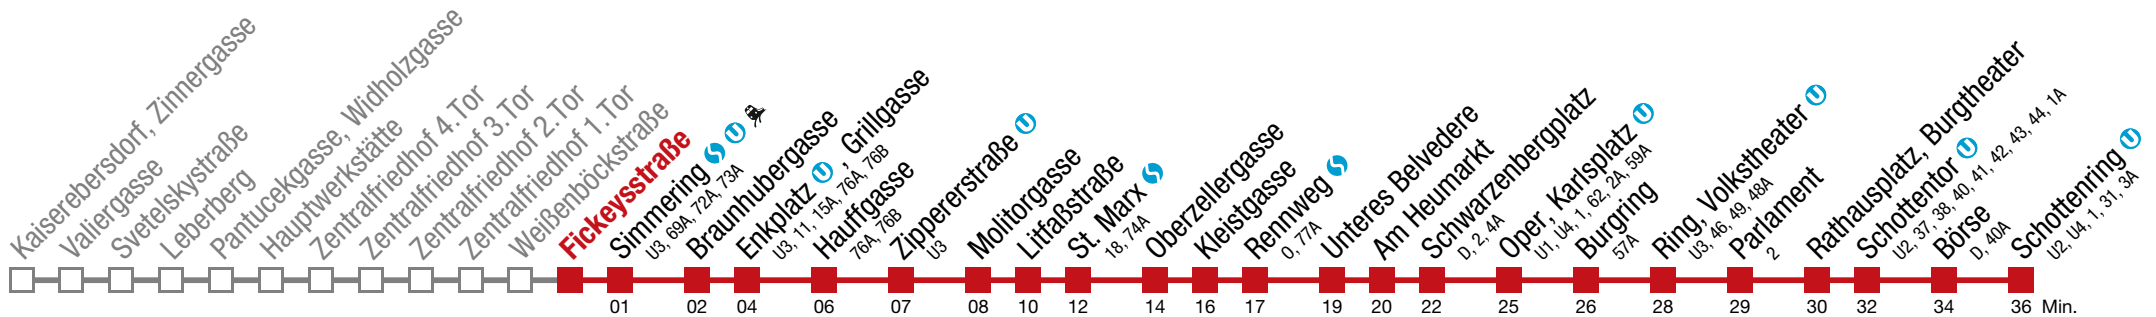 Kaiserebersdorf, Zinnergasse
Valiergasse
Svetelskystraße
Leberberg
Pantucekgasse, Widholzgasse
Hauptwerkstätte
Zentralfriedhof 4.Tor
Zentralfriedhof 3.Tor
Zentralfriedhof 2.Tor
Zentralfriedhof 1.Tor
Weißenböckstraße
Fickeysstraße
Simmering S U
U3, 69A, 72A, 73A
Braunhubergasse
Enkplatz U, Grillgasse
U3, 11, 15A, 76A, 76B
Hauffgasse
76A, 76B
Zippererstraße U
U3
Molitorgasse
Litfaßstraße
St. Marx S
18, 74A
Oberzellergasse
Kleistgasse
Rennweg S
O, 77A
Unteres Belvedere
Am Heumarkt
Schwarzenbergplatz
D, 2, 4A
Oper, Karlsplatz U
U1, U4, 1, 62, 2A, 59A
Burgring
57A
Ring, Volkstheater U
U3, 46, 49, 48A
Parlament
2
Rathausplatz, Burgtheater
Schottentor U
U2, 37, 38, 40, 41, 42, 43, 44, 1A
Börse
D, 40A
Schottenring U
U2, U4, 1, 31, 3A
01 02 04 06 07 08 10 12 14 16 17 19 20 22 25 26 28 29 30 32 34 36 Min.